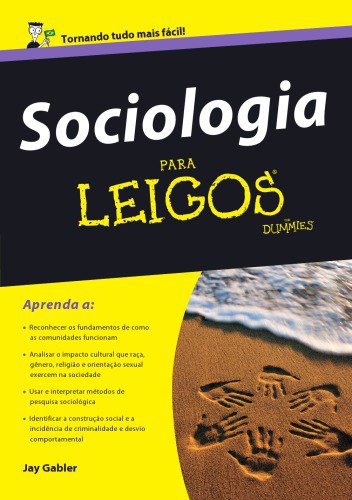 Tornando tudo mais fácil!
Sociologia
PARA
LEIGOS®
FOR
DUMMIES
Aprenda a:
• Reconhecer os fundamentos de como
as comunidades funcionam
• Analisar o impacto cultural que raça,
gênero, religião e orientação sexual
exercem na sociedade
• Usar e interpretar métodos de
pesquisa sociológica
• Identificar a construção social e a
incidência de criminalidade e desvio
comportamental
Jay Gabler